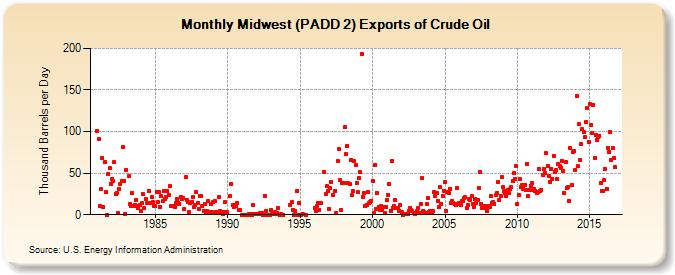 Monthly Midwest (PADD 2) Exports of Crude Oil
Thousand Barrels per Day
200
150
100
50
0
1985 1990 1995 2000 2005 2010 2015
Source: U.S. Energy Information Administration